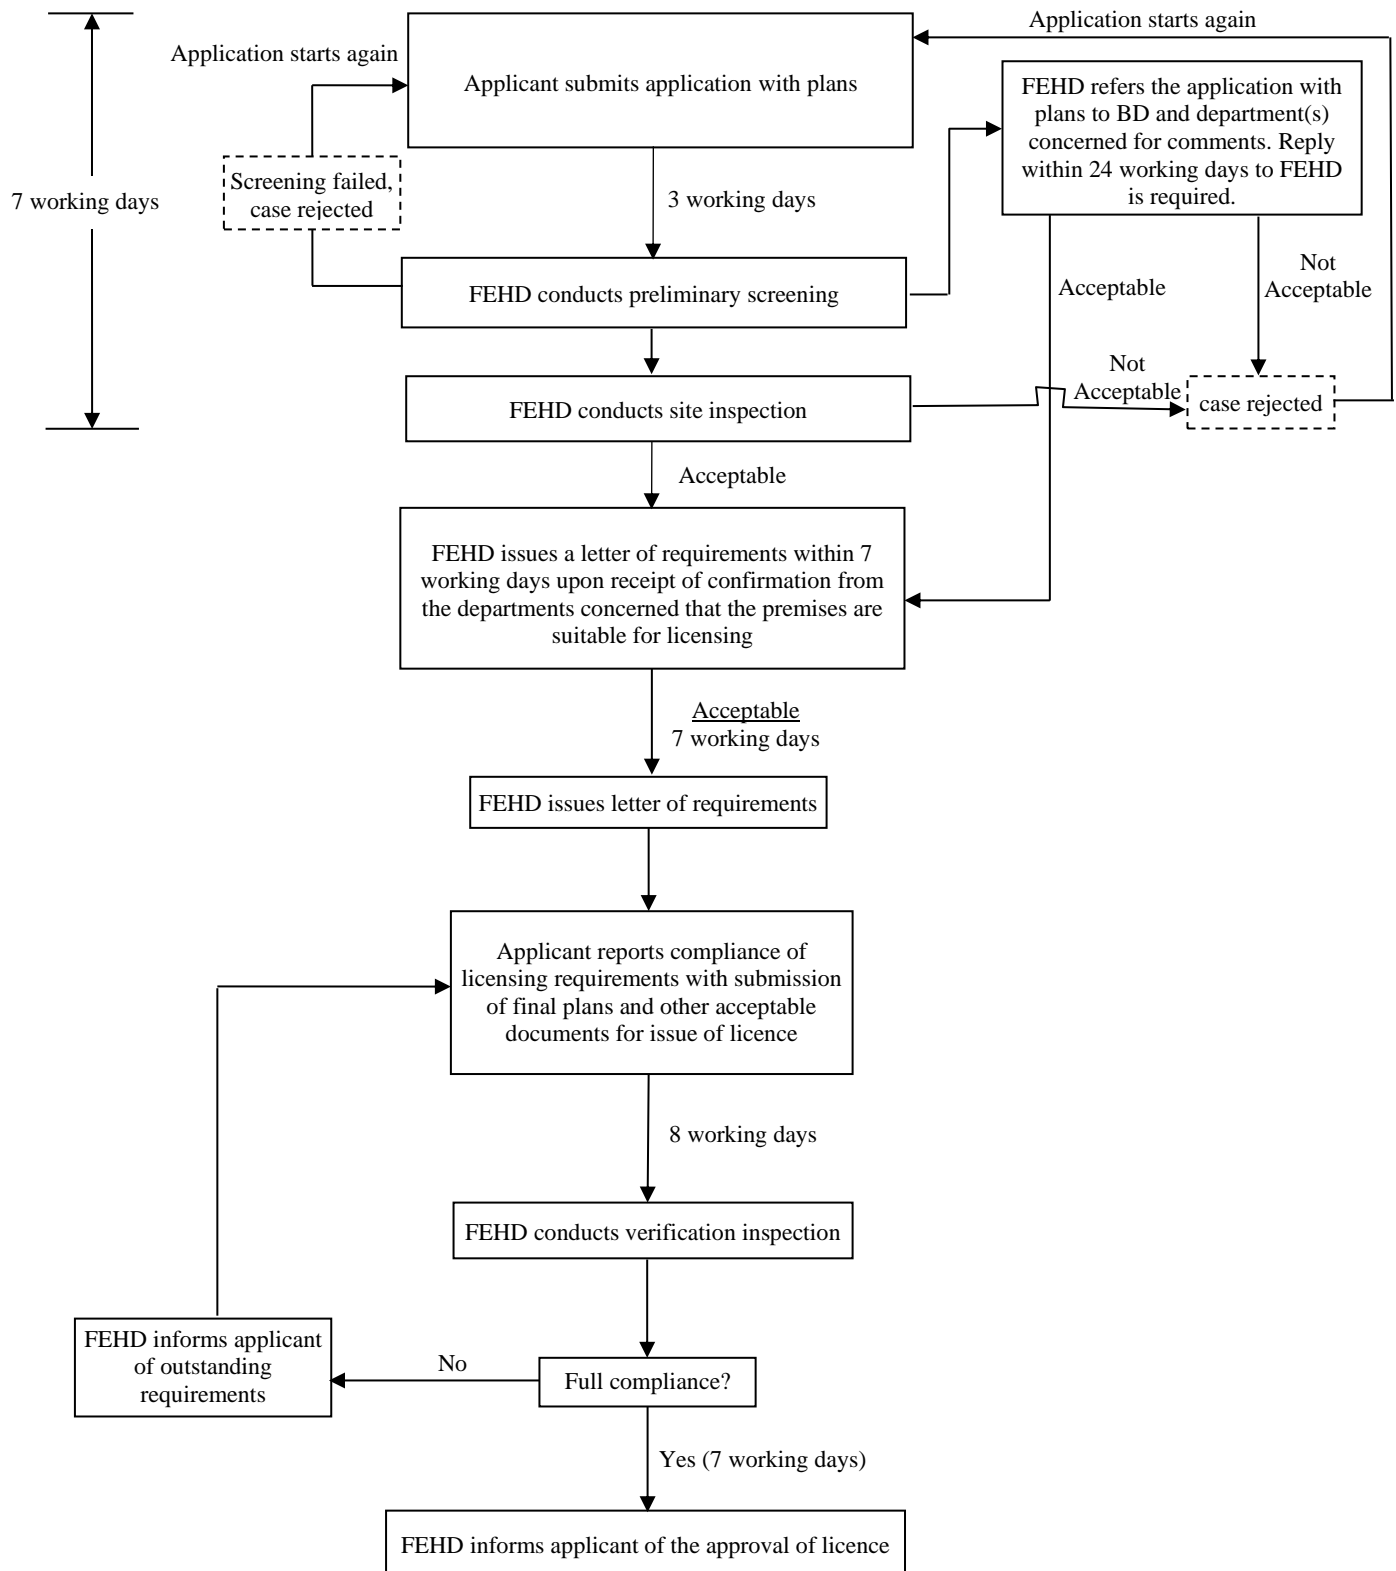 Application starts again
Application starts again
Applicant submits application with plans
FEHD refers the application with
plans to BD and department(s)
concerned for comments. Reply
within 24 working days to FEHD
is required.
7 working days
Screening failed,
case rejected
3 working days
FEHD conducts preliminary screening
Acceptable
Not
Acceptable
FEHD conducts site inspection
Not
Acceptable
case rejected
Acceptable
FEHD issues a letter of requirements within 7
working days upon receipt of confirmation from
the departments concerned that the premises are
suitable for licensing
Acceptable
7 working days
FEHD issues letter of requirements
Applicant reports compliance of
licensing requirements with submission
of final plans and other acceptable
documents for issue of licence
8 working days
FEHD conducts verification inspection
FEHD informs applicant
of outstanding
requirements
No
Full compliance?
Yes (7 working days)
FEHD informs applicant of the approval of licence